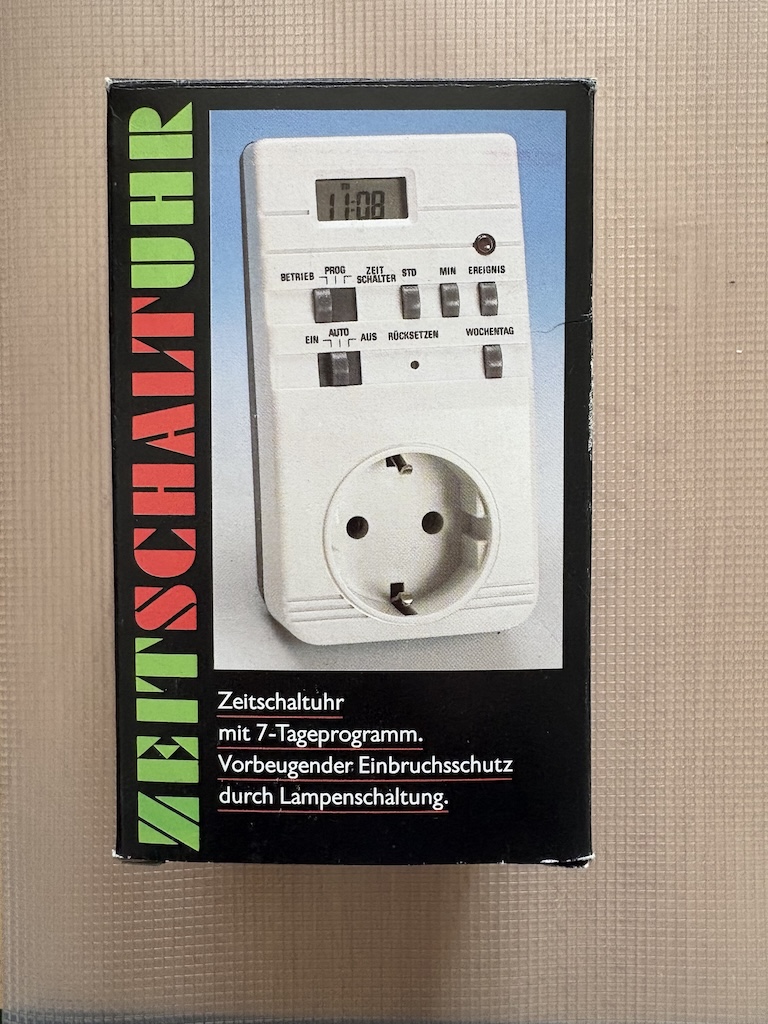 ZEITSCHALTUHR
11:08
BETRIEB PROG ZEIT SCHALTER STD MIN EREIGNIS
EIN AUTO AUS RÜCKSETZEN WOCHENTAG
Zeitschaltuhr
mit 7-Tageprogramm.
Vorbeugender Einbruchsschutz
durch Lampenschaltung.